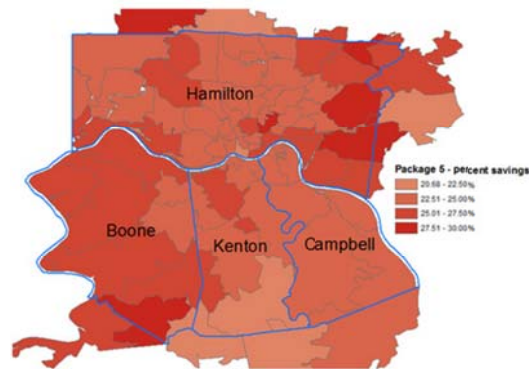 Hamilton
Package 5 - percent savings
20.68 - 22.50%
22.51 - 25.00%
25.01 - 27.50%
27.51 - 30.00%
Boone
Kenton
Campbell